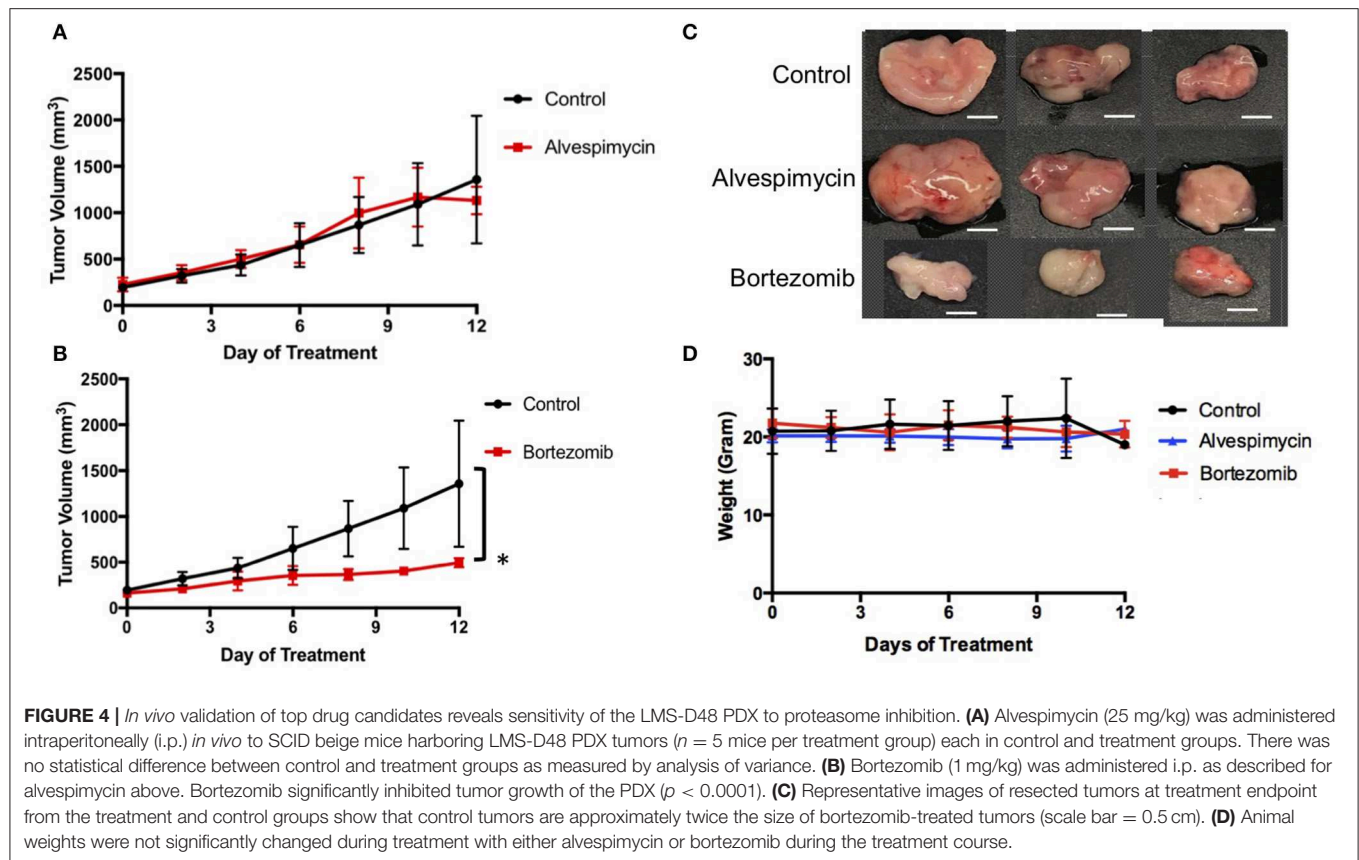 A
2500
2000
1500
1000
500
0
Tumor Volume (mm³)
0 3 6 9 12
Day of Treatment
Control
Alvespimycin
B
2500
2000
1500
1000
500
0
Tumor Volume (mm³)
0 3 6 9 12
Day of Treatment
Control
Bortezomib
*
C
Control
Alvespimycin
Bortezomib
D
30
20
10
0
Weight (Gram)
0 3 6 9 12
Days of Treatment
Control
Alvespimycin
Bortezomib
FIGURE 4 | In vivo validation of top drug candidates reveals sensitivity of the LMS-D48 PDX to proteasome inhibition. (A) Alvespimycin (25 mg/kg) was administered
intraperitoneally (i.p.) in vivo to SCID beige mice harboring LMS-D48 PDX tumors (n = 5 mice per treatment group) each in control and treatment groups. There was
no statistical difference between control and treatment groups as measured by analysis of variance. (B) Bortezomib (1 mg/kg) was administered i.p. as described for
alvespimycin above. Bortezomib significantly inhibited tumor growth of the PDX (p < 0.0001). (C) Representative images of resected tumors at treatment endpoint
from the treatment and control groups show that control tumors are approximately twice the size of bortezomib-treated tumors (scale bar = 0.5 cm). (D) Animal
weights were not significantly changed during treatment with either alvespimycin or bortezomib during the treatment course.